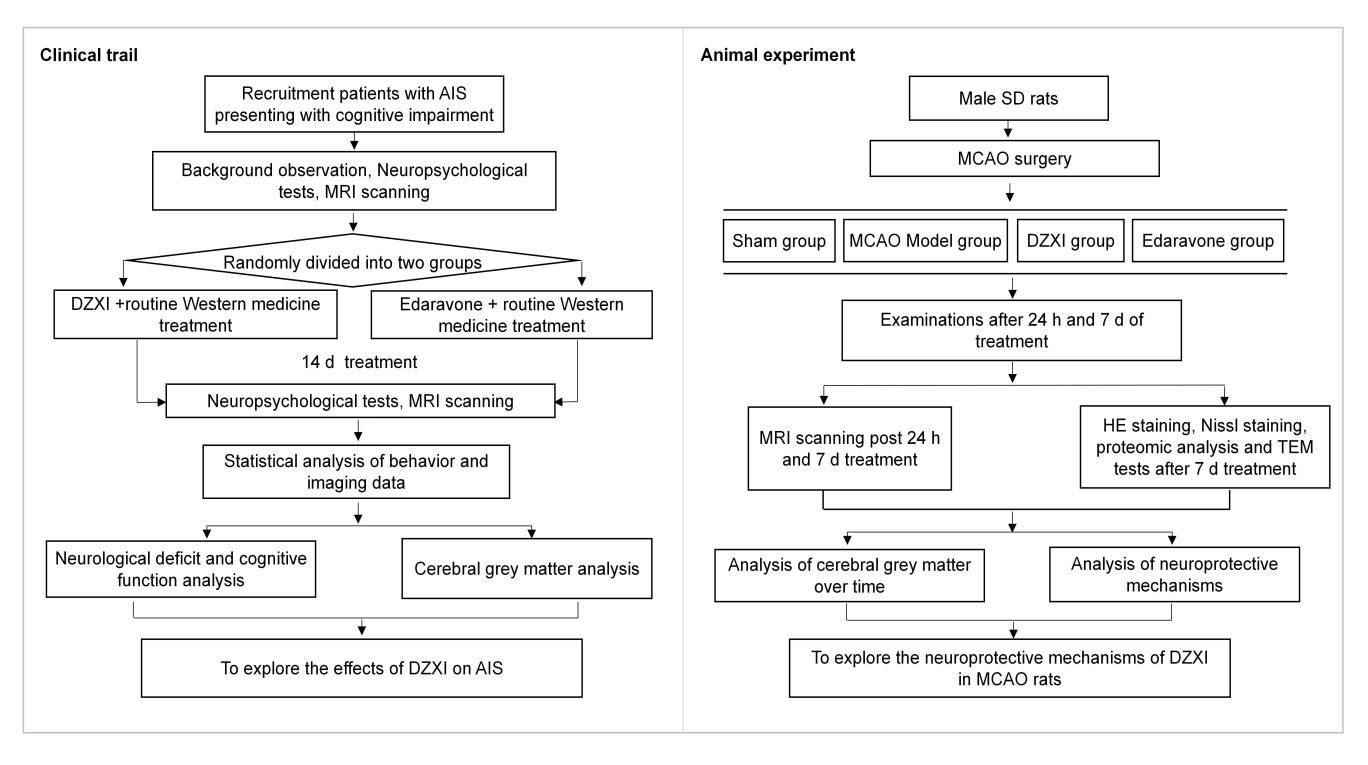 Clinical trail
Recruitment patients with AIS
presenting with cognitive impairment
Background observation, Neuropsychological
tests, MRI scanning
Randomly divided into two groups
DZXI +routine Western medicine
treatment
Edaravone + routine Western
medicine treatment
14 d treatment
Neuropsychological tests, MRI scanning
Statistical analysis of behavior and
imaging data
Neurological deficit and cognitive
function analysis
Cerebral grey matter analysis
To explore the effects of DZXI on AIS
Animal experiment
Male SD rats
MCAO surgery
Sham group
MCAO Model group
DZXI group
Edaravone group
Examinations after 24 h and 7 d of
treatment
MRI scanning post 24 h
and 7 d treatment
HE staining, Nissl staining,
proteomic analysis and TEM
tests after 7 d treatment
Analysis of cerebral grey matter
over time
Analysis of neuroprotective
mechanisms
To explore the neuroprotective mechanisms of DZXI
in MCAO rats